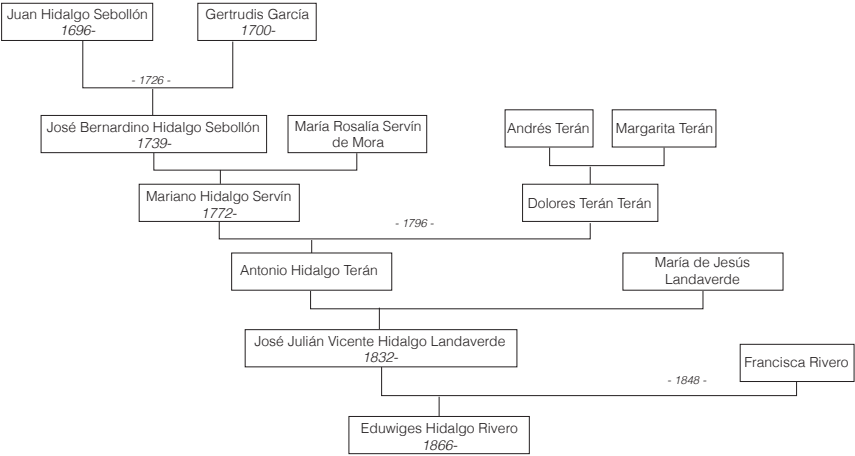 Juan Hidalgo Sebollón
1696-
Gertrudis García
1700-
- 1726 -
José Bernardino Hidalgo Sebollón
1739-
María Rosalía Servín
de Mora
Andrés Terán
Margarita Terán
Mariano Hidalgo Servín
1772-
Dolores Terán Terán
- 1796 -
Antonio Hidalgo Terán
María de Jesús
Landaverde
José Julián Vicente Hidalgo Landaverde
1832-
Francisca Rivero
- 1848 -
Eduwiges Hidalgo Rivero
1866-